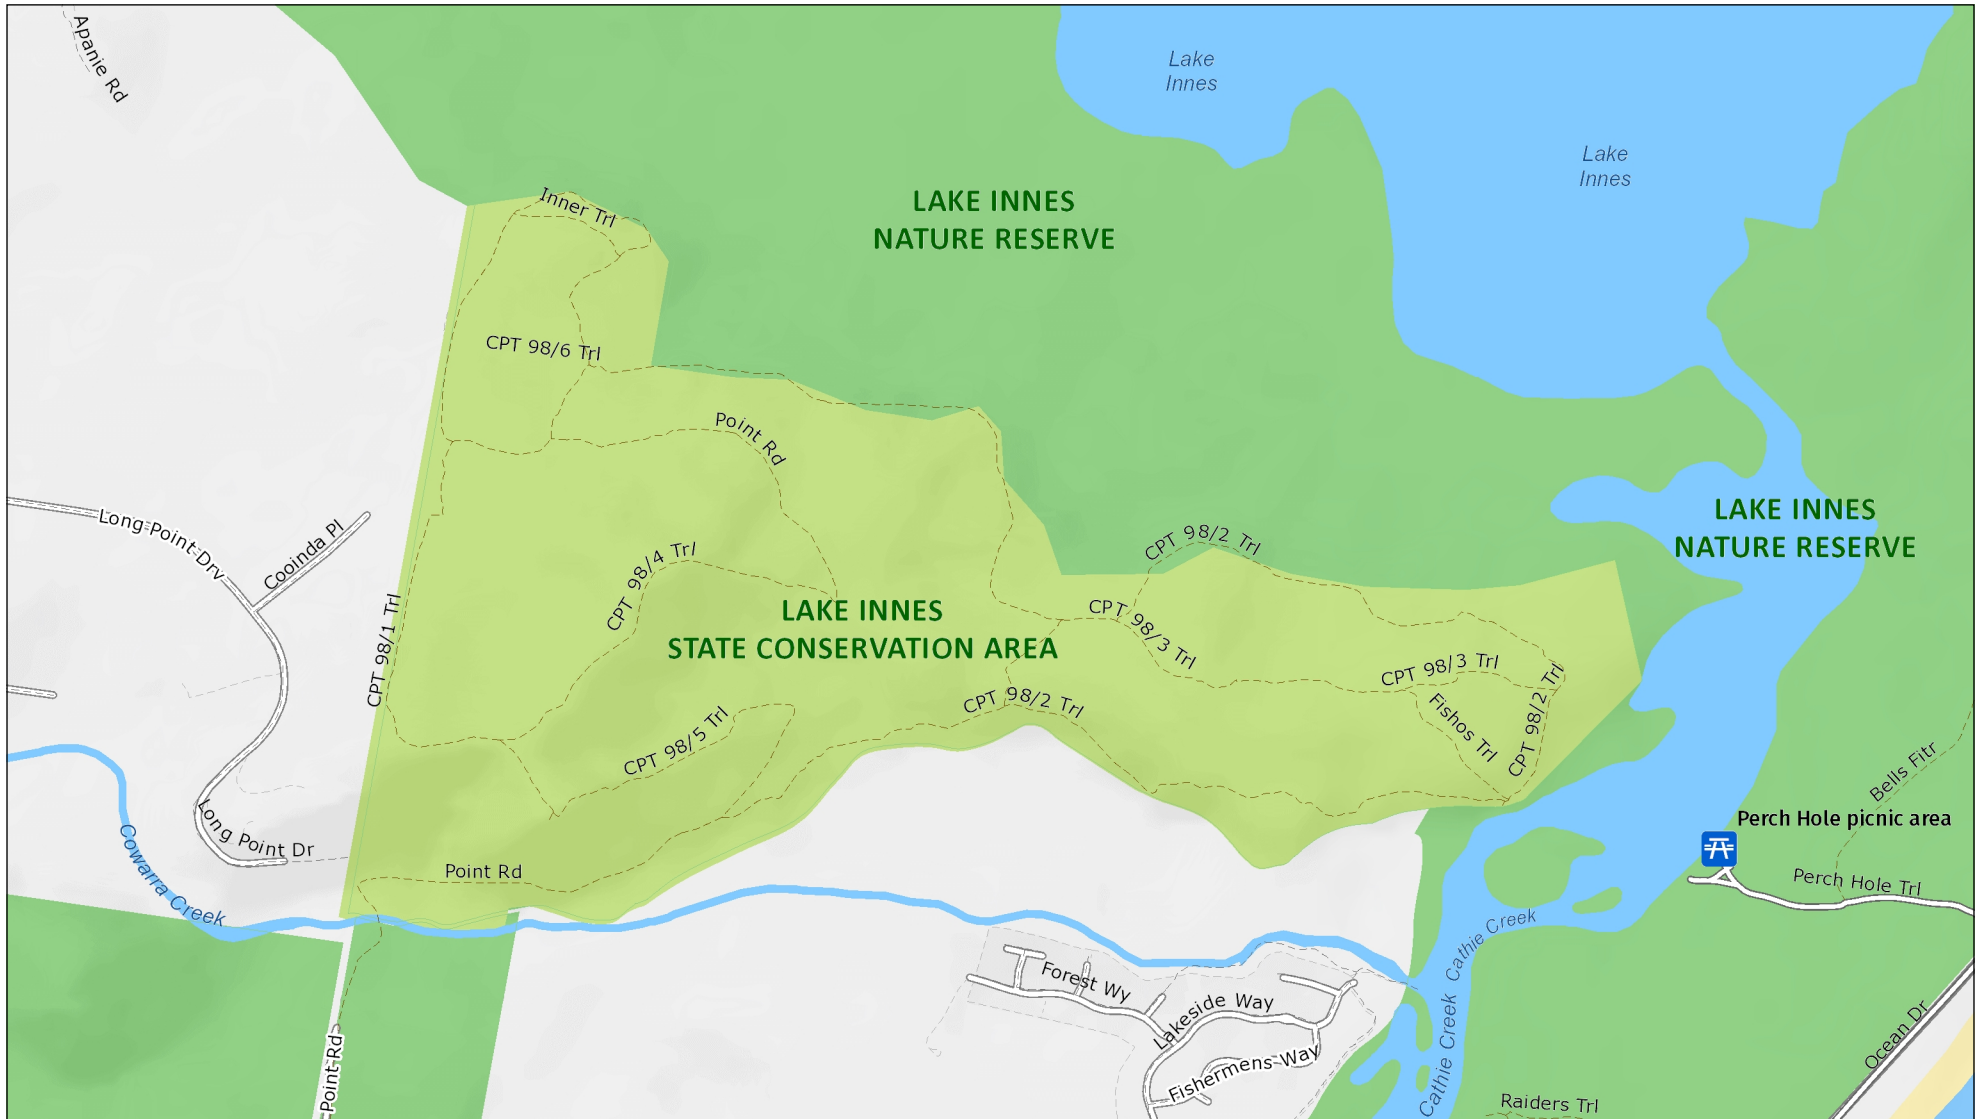 Apanie Rd
Lake
Innes
Lake
Innes
Inner Trl
LAKE INNES
NATURE RESERVE
CPT 98/6 Trl
Point Rd
Long Point Drv
Cooinda Pl
CPT 98/4 Trl
CPT 98/2 Trl
LAKE INNES
NATURE RESERVE
CPT 98/1 Trl
LAKE INNES
STATE CONSERVATION AREA
CPT 98/3 Trl
CPT 98/3 Trl
CPT 98/2 Trl
CPT 98/2 Trl
Fishos Trl
CPT 98/5 Trl
Bells Fitr
Perch Hole picnic area
Long Point Dr
Cowarra Creek
Point Rd
Perch Hole Trl
Cathie Creek
Forest Wy
Lakeside Way
Cathie Creek
Fishermens Way
Ocean Dr
Point Rd
Raiders Trl